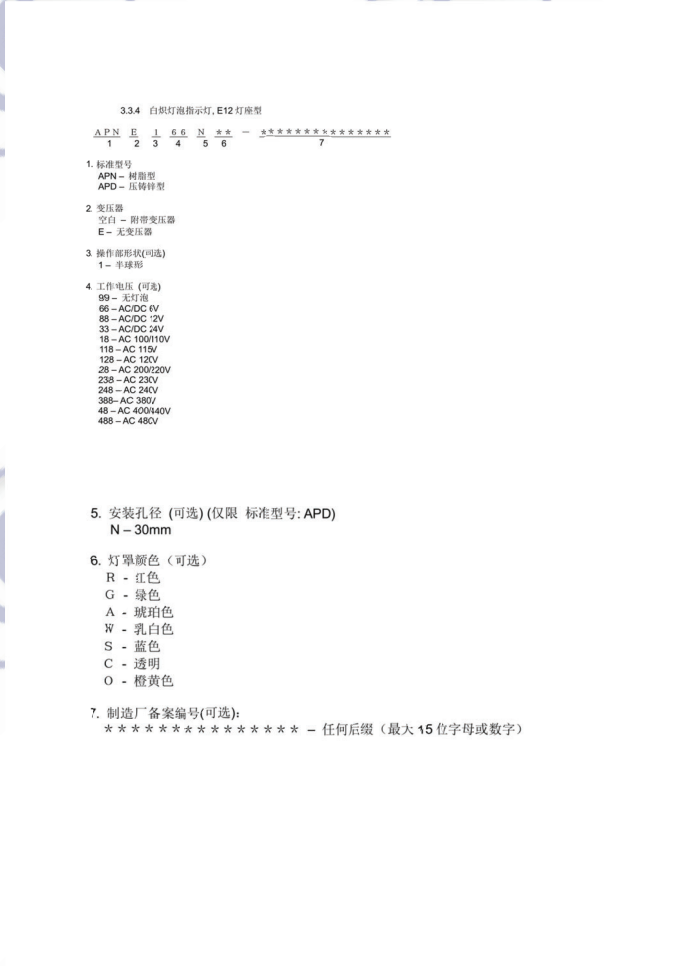 3.3.4 白炽灯泡指示灯, E12 灯座型
APN E 1 66 N ** － ***************
1 2 3 4 5 6 7
1. 标准型号
APN – 树脂型
APD – 压铸锌型
2. 变压器
空白 – 附带变压器
E – 无变压器
3. 操作部形状(可选)
1 – 半球形
4. 工作电压 (可选)
99 – 无灯泡
66 – AC/DC 6V
88 – AC/DC 12V
33 – AC/DC 24V
18 – AC 100/110V
118 – AC 115V
128 – AC 120V
28 – AC 200/220V
238 – AC 230V
248 – AC 240V
388– AC 380V
48 – AC 400/440V
488 – AC 480V
5. 安装孔径 (可选) (仅限 标准型号: APD)
N – 30mm
6. 灯罩颜色（可选）
R - 红色
G - 绿色
A - 琥珀色
W - 乳白色
S - 蓝色
C - 透明
O - 橙黄色
7. 制造厂备案编号(可选):
*************** – 任何后缀（最大 15 位字母或数字）